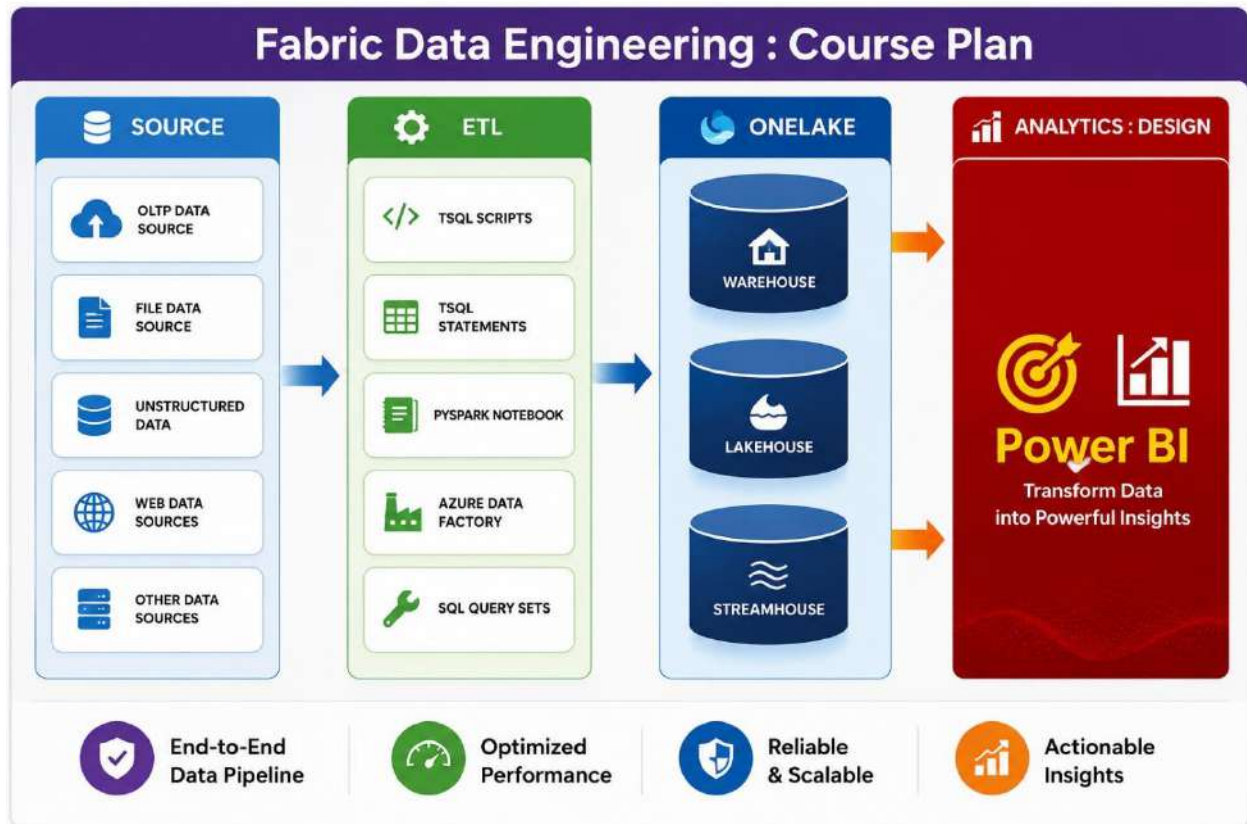 Fabric Data Engineering : Course Plan
SOURCE
OLTP DATA
SOURCE
FILE DATA
SOURCE
UNSTRUCTURED
DATA
WEB DATA
SOURCES
OTHER DATA
SOURCES
ETL
</>
TSQL SCRIPTS
TSQL
STATEMENTS
PYSPARK NOTEBOOK
AZURE DATA
FACTORY
SQL QUERY SETS
ONELAKE
WAREHOUSE
LAKEHOUSE
STREAMHOUSE
ANALYTICS : DESIGN
Power BI
Transform Data
into Powerful Insights
End-to-End
Data Pipeline
Optimized
Performance
Reliable
& Scalable
Actionable
Insights